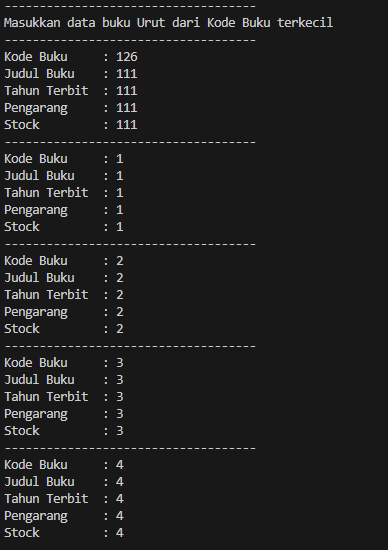 ------------------------------------
Masukkan data buku Urut dari Kode Buku terkecil
------------------------------------
Kode Buku    : 126
Judul Buku   : 111
Tahun Terbit : 111
Pengarang    : 111
Stock        : 111
------------------------------------
Kode Buku    : 1
Judul Buku   : 1
Tahun Terbit : 1
Pengarang    : 1
Stock        : 1
------------------------------------
Kode Buku    : 2
Judul Buku   : 2
Tahun Terbit : 2
Pengarang    : 2
Stock        : 2
------------------------------------
Kode Buku    : 3
Judul Buku   : 3
Tahun Terbit : 3
Pengarang    : 3
Stock        : 3
------------------------------------
Kode Buku    : 4
Judul Buku   : 4
Tahun Terbit : 4
Pengarang    : 4
Stock        : 4